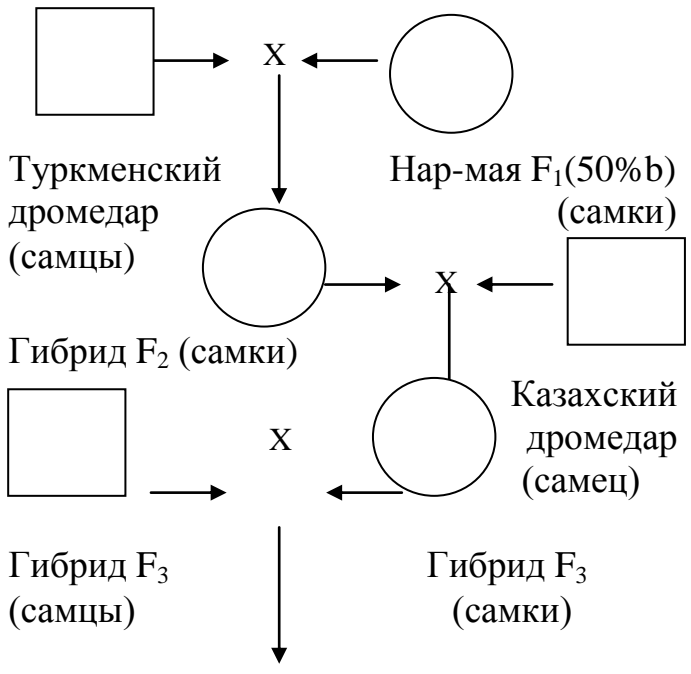 X
Туркменский
дромедар
(самцы)
Нар-мая F₁(50%b)
(самки)
X
Гибрид F₂ (самки)
Казахский
дромедар
(самец)
X
Гибрид F₃
(самцы)
Гибрид F₃
(самки)